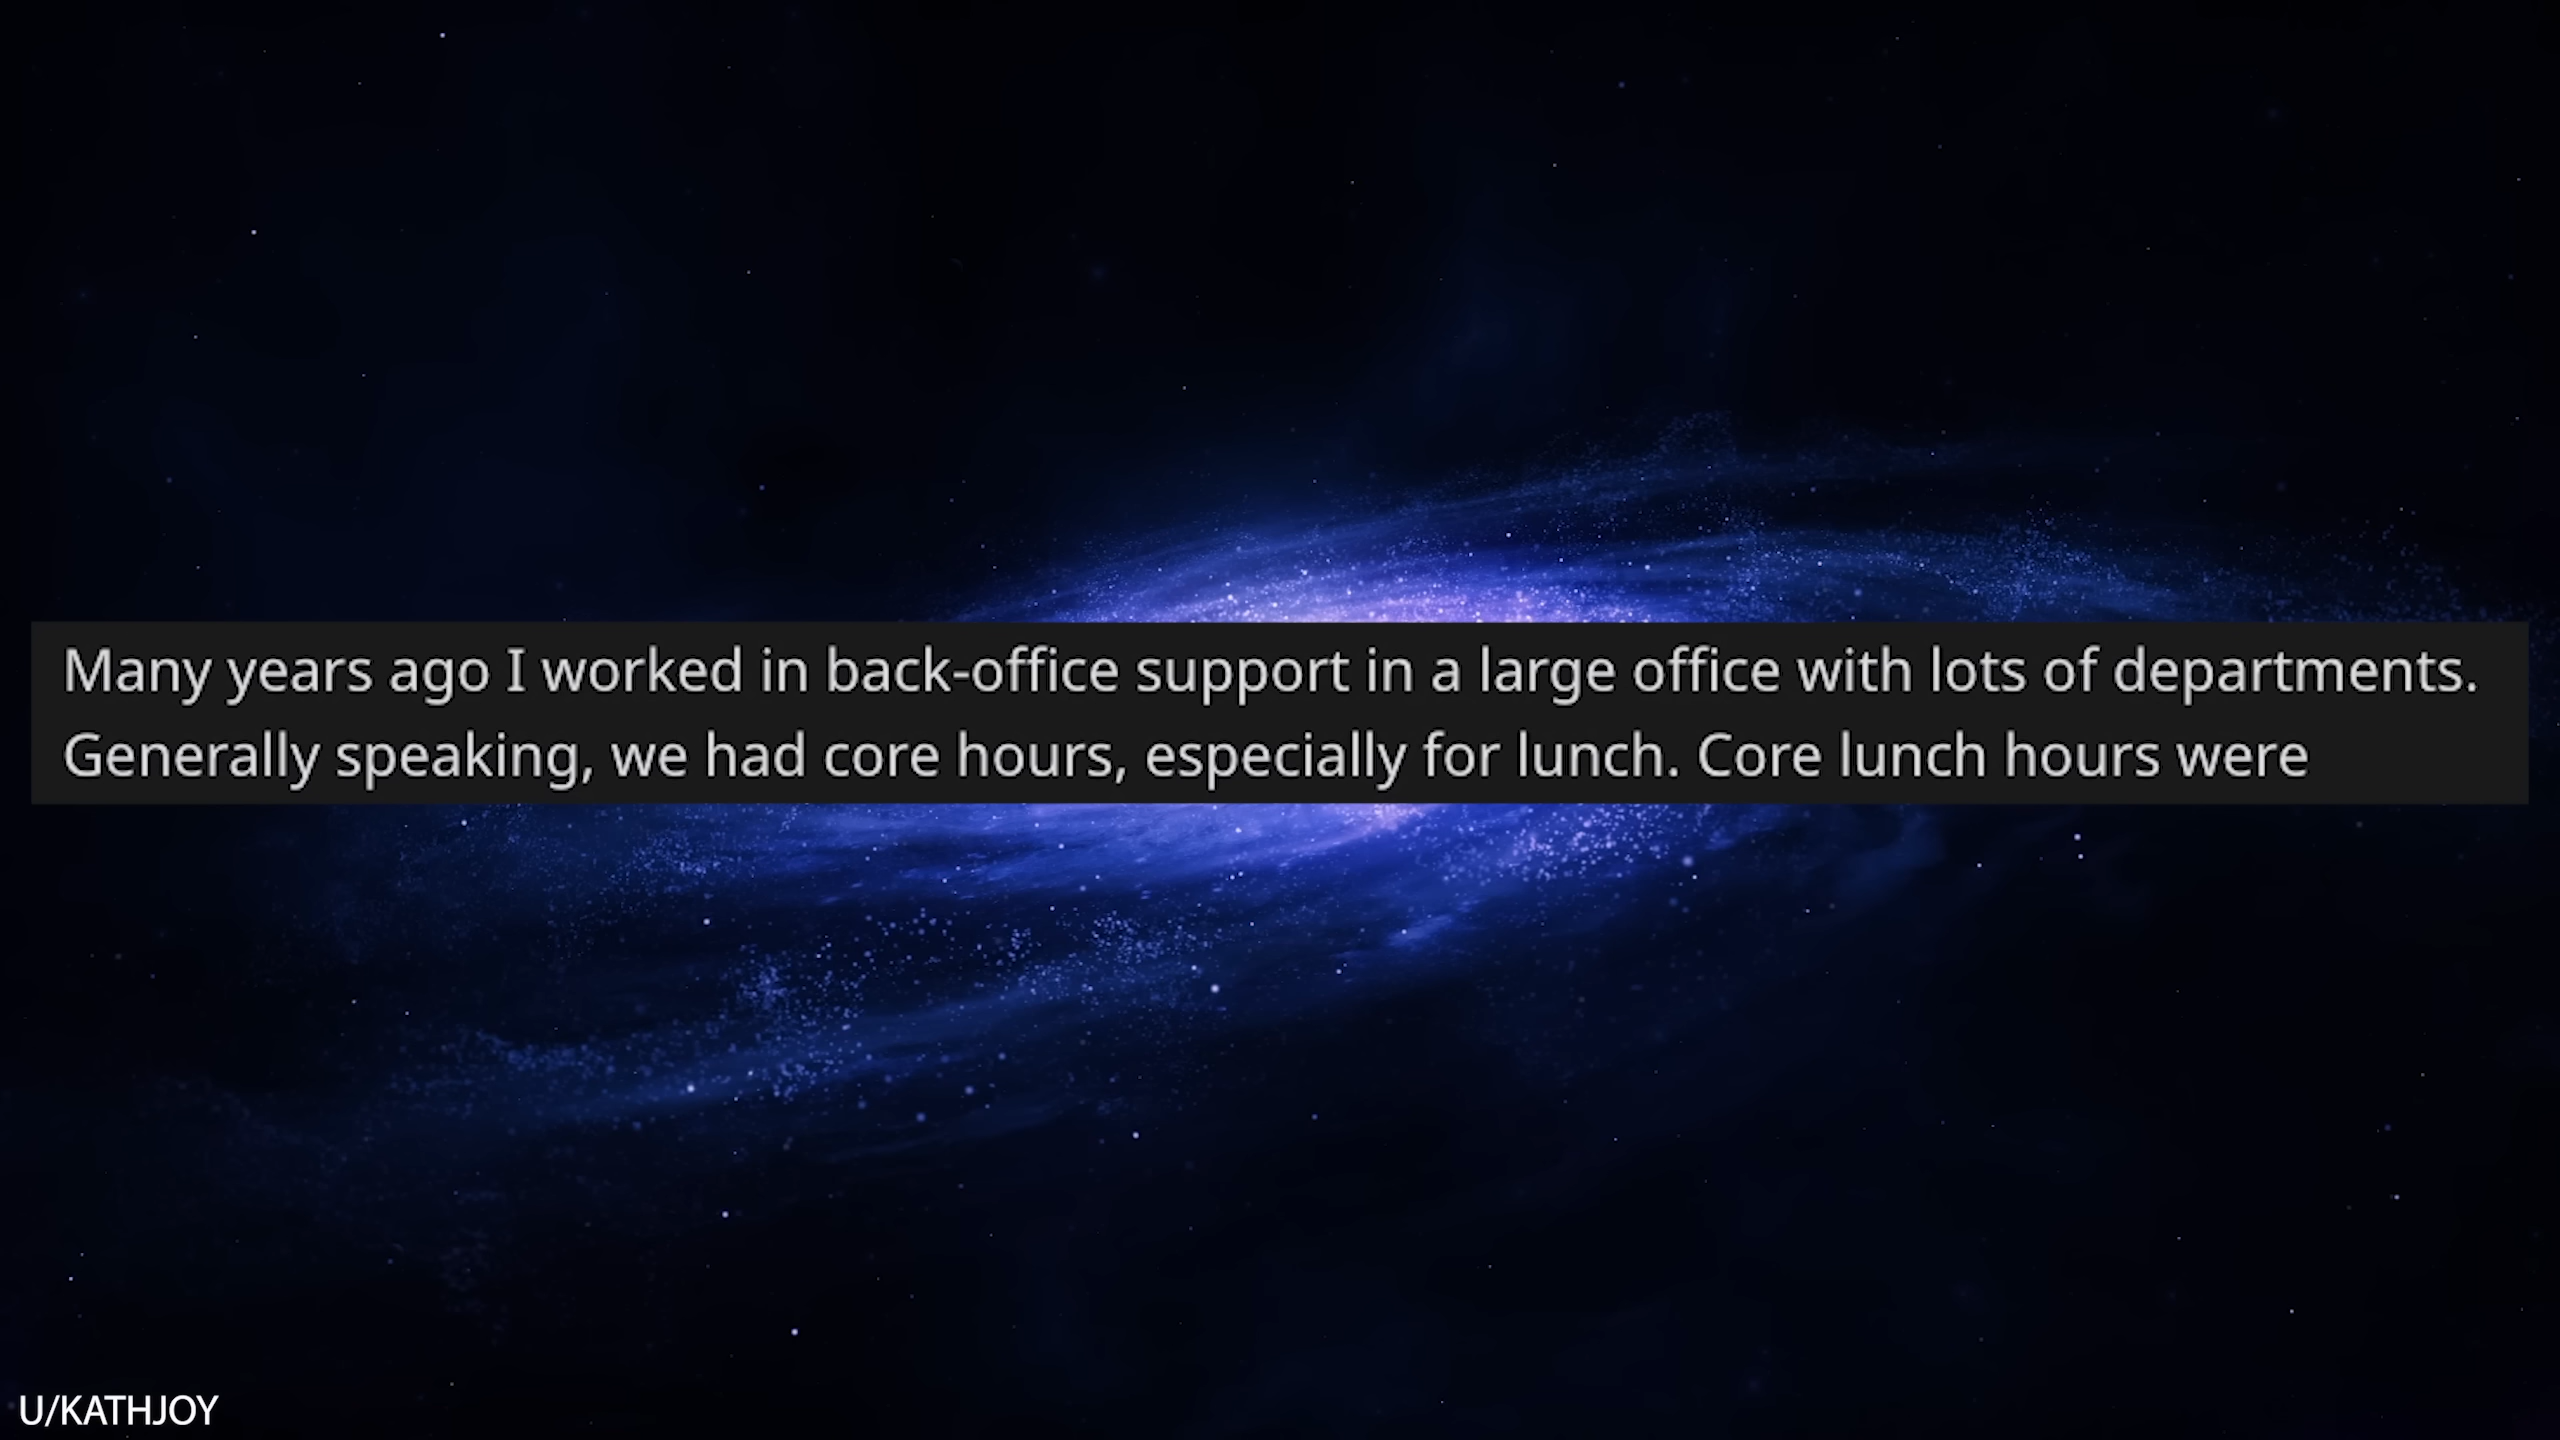 Many years ago I worked in back-office support in a large office with lots of departments.
Generally speaking, we had core hours, especially for lunch. Core lunch hours were
U/KATHJOY